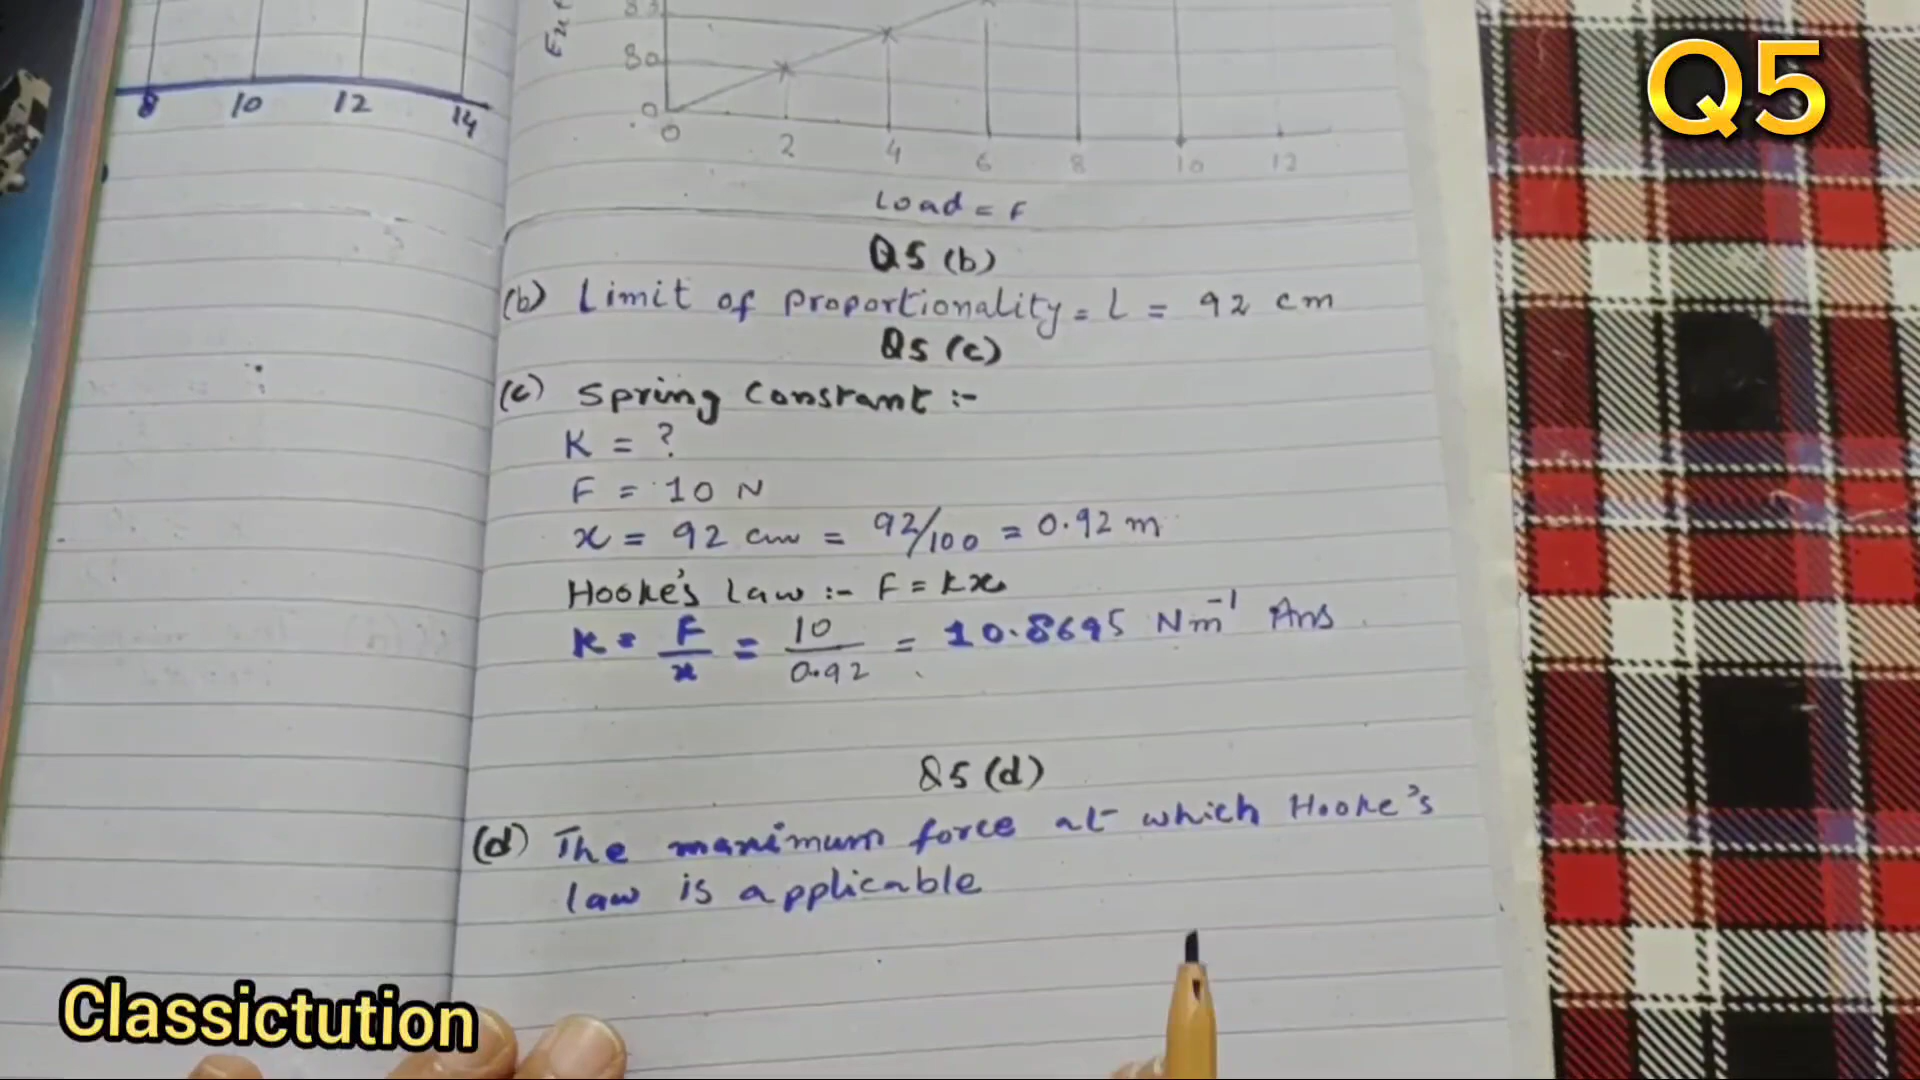 Q5
83
80
0
8 10 12 14
0 2 4 6 8 10 12
Load = F
Q5 (b)
(b) Limit of proportionality = L = 92 cm
Q5 (c)
(c) Spring Constant :-
K = ?
F = 10 N
x = 92 cm = 92/100 = 0.92 m
Hooke's Law :- F = kx
K = F/x = 10/0.92 = 10.8695 Nm⁻¹ Ans
Q5 (d)
(d) The maximum force at which Hooke's
law is applicable
Classictution